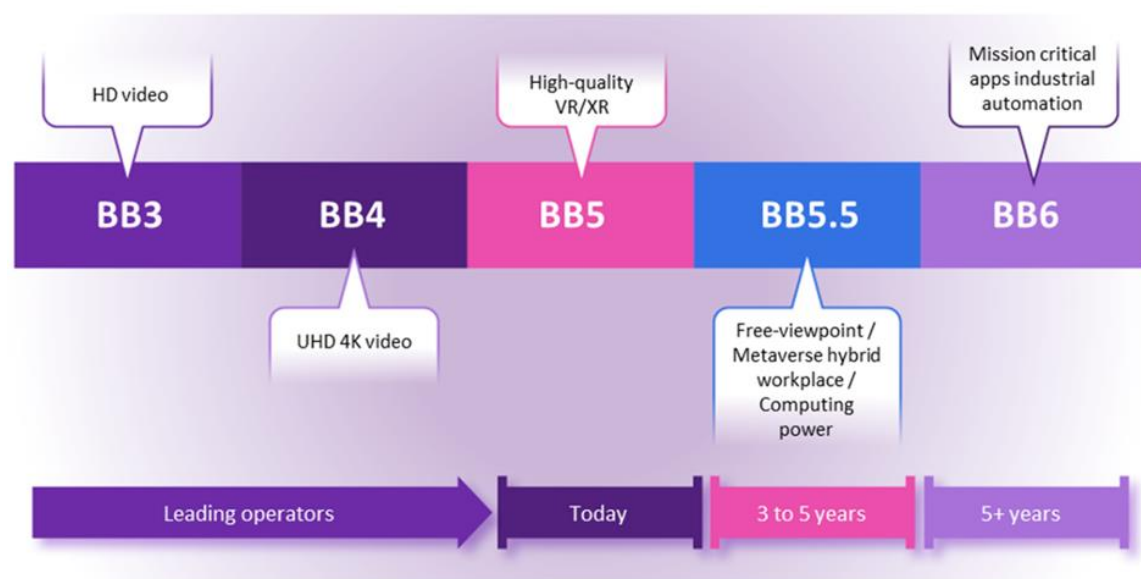 HD video
High-quality
VR/XR
Mission critical
apps industrial
automation
BB3
BB4
BB5
BB5.5
BB6
UHD 4K video
Free-viewpoint /
Metaverse hybrid
workplace /
Computing
power
Leading operators
Today
3 to 5 years
5+ years